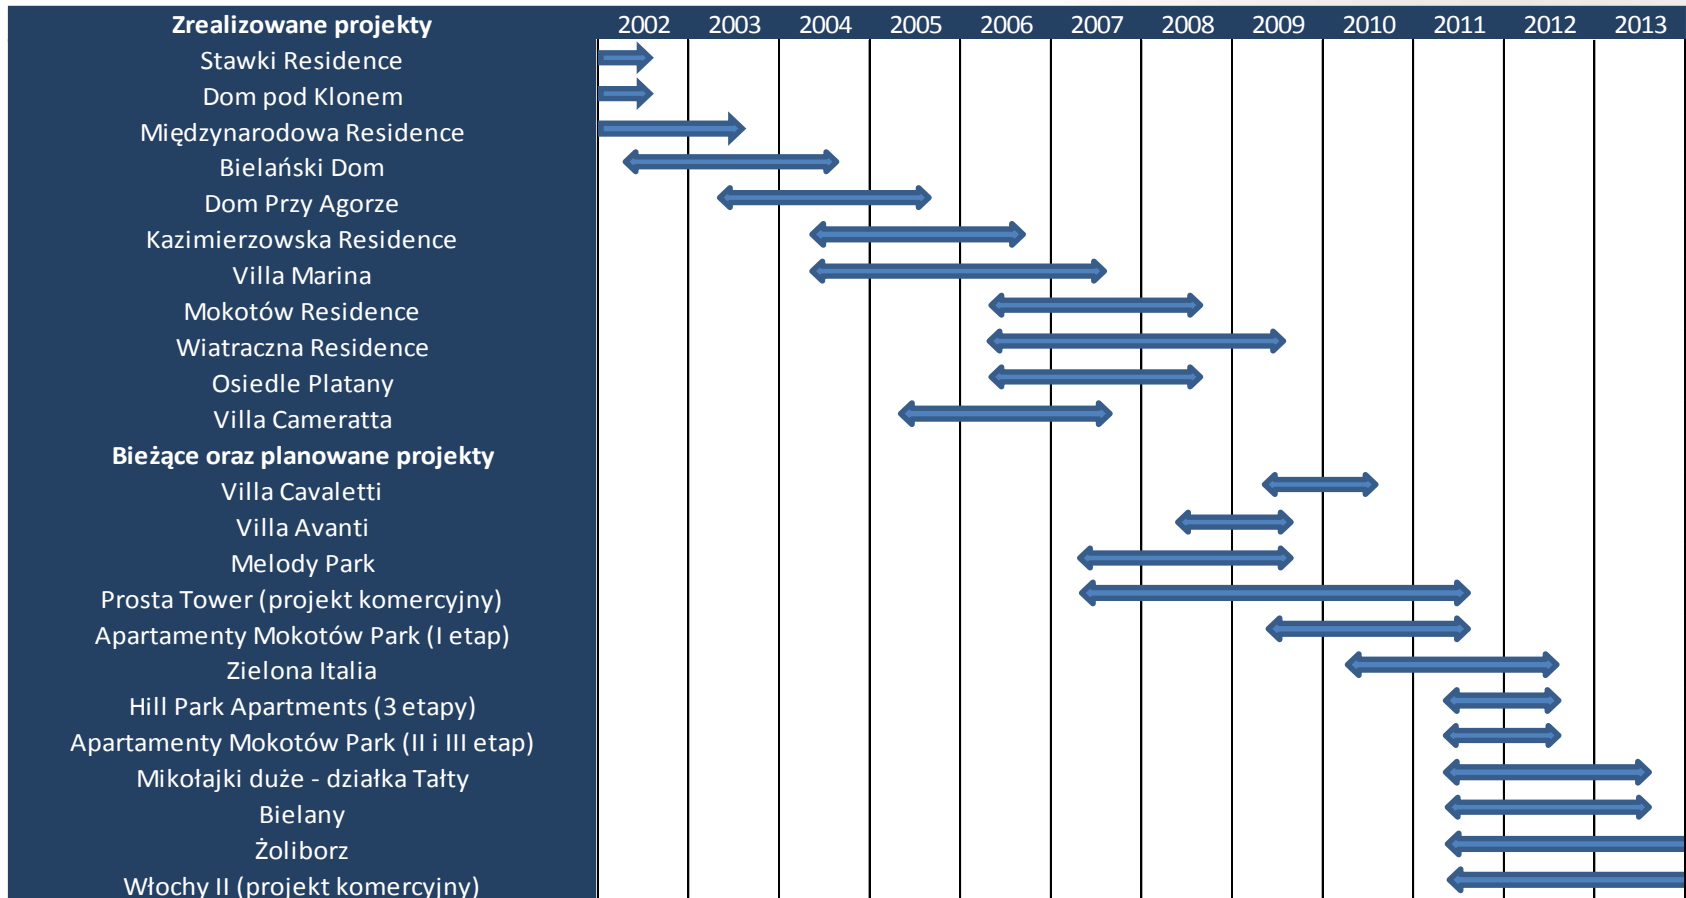 Zrealizowane projekty 2002 2003 2004 2005 2006 2007 2008 2009 2010 2011 2012 2013
Stawki Residence
Dom pod Klonem
Międzynarodowa Residence
Bielański Dom
Dom Przy Agorze
Kazimierzowska Residence
Villa Marina
Mokotów Residence
Wiatraczna Residence
Osiedle Platany
Villa Cameratta
Bieżące oraz planowane projekty
Villa Cavaletti
Villa Avanti
Melody Park
Prosta Tower (projekt komercyjny)
Apartamenty Mokotów Park (I etap)
Zielona Italia
Hill Park Apartments (3 etapy)
Apartamenty Mokotów Park (II i III etap)
Mikołajki duże - działka Tałty
Bielany
Żoliborz
Włochy II (projekt komercyjny)